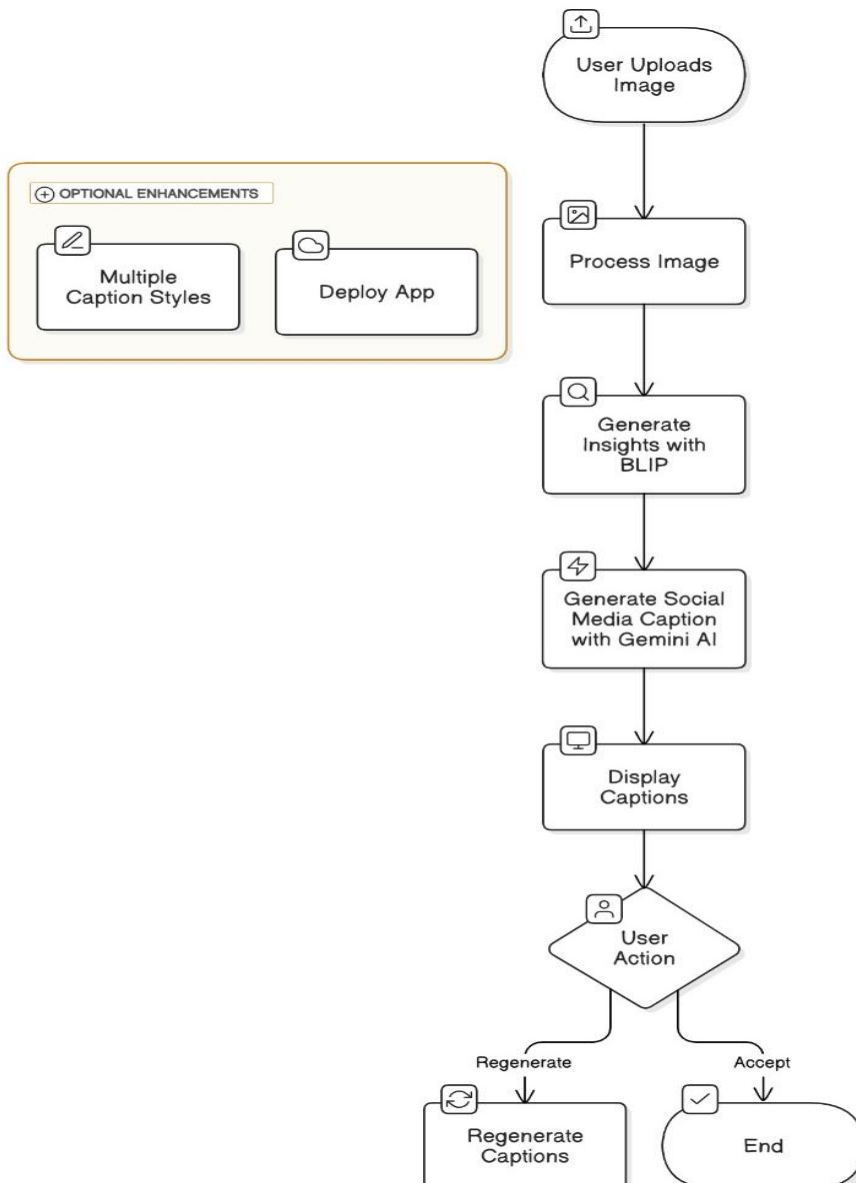 User Uploads
Image
OPTIONAL ENHANCEMENTS
Multiple
Caption Styles
Deploy App
Process Image
Generate
Insights with
BLIP
Generate Social
Media Caption
with Gemini AI
Display
Captions
User
Action
Regenerate
Accept
Regenerate
Captions
End